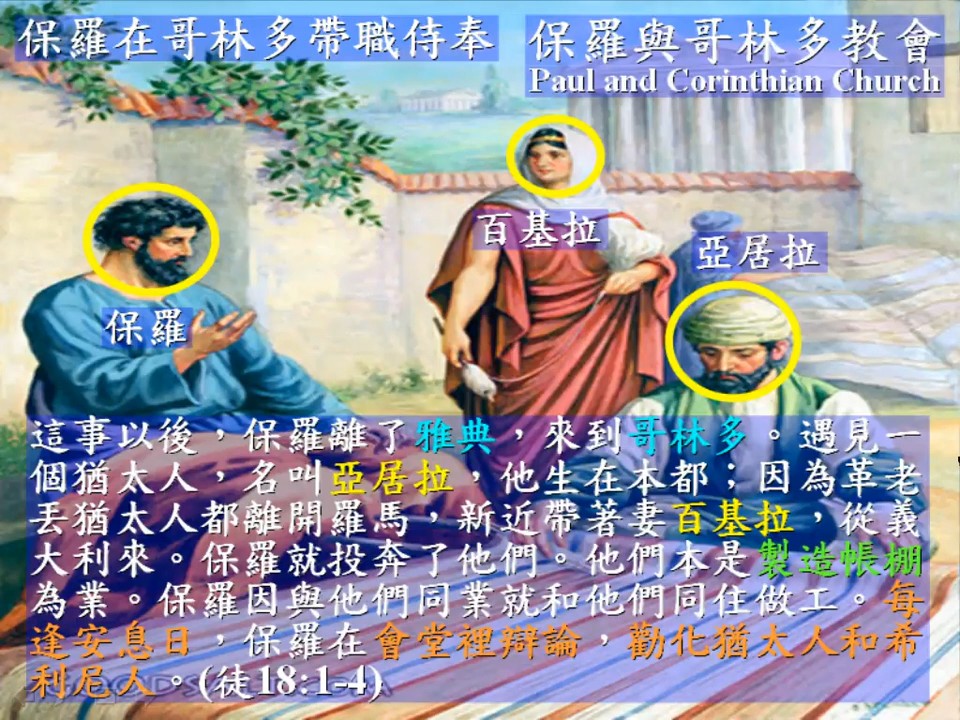 保羅在哥林多帶職侍奉
保羅與哥林多教會
Paul and Corinthian Church
百基拉
亞居拉
保羅
這事以後，保羅離了雅典，來到哥林多。遇見一
個猶太人，名叫亞居拉，他生在本都；因為革老
丟猶太人都離開羅馬，新近帶著妻百基拉，從義
大利來。保羅就投奔了他們。他們本是製造帳棚
為業。保羅因與他們同業就和他們同住做工。每
逢安息日，保羅在會堂裡辯論，勸化猶太人和希
利尼人。(徒18:1-4)